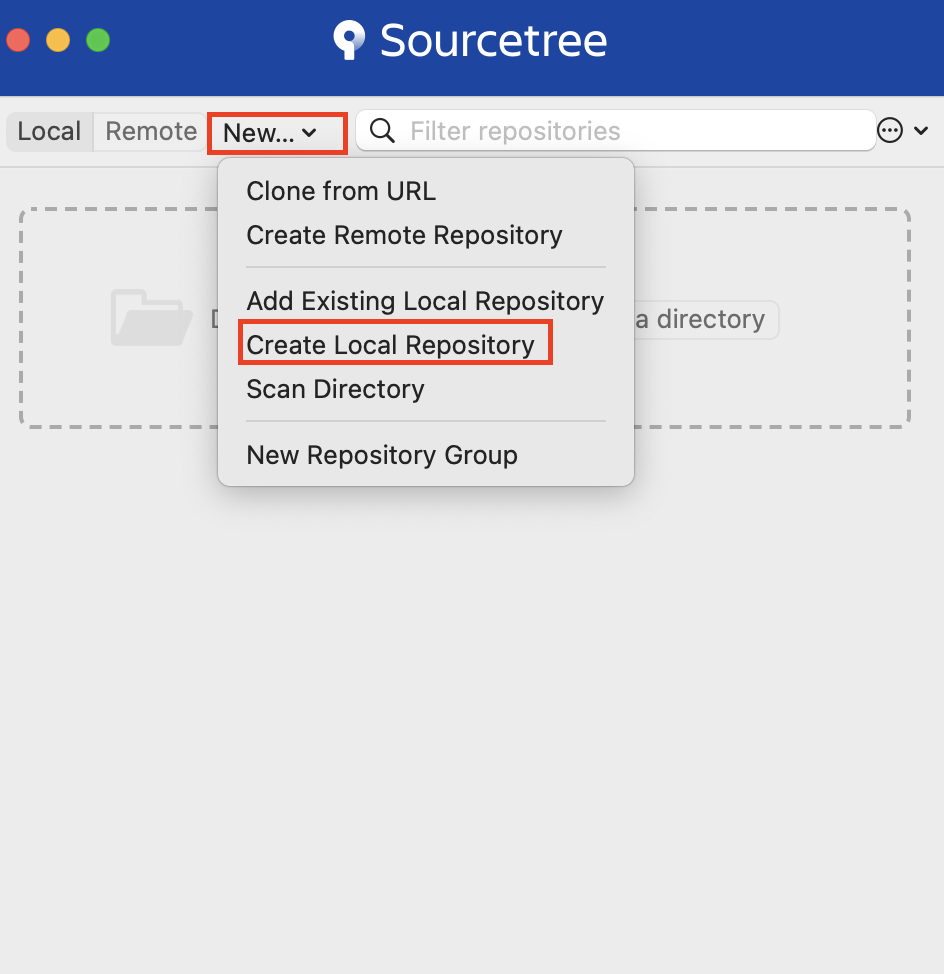 Sourcetree
Local Remote New... Filter repositories
Clone from URL
Create Remote Repository
Add Existing Local Repository
a directory
Create Local Repository
Scan Directory
New Repository Group